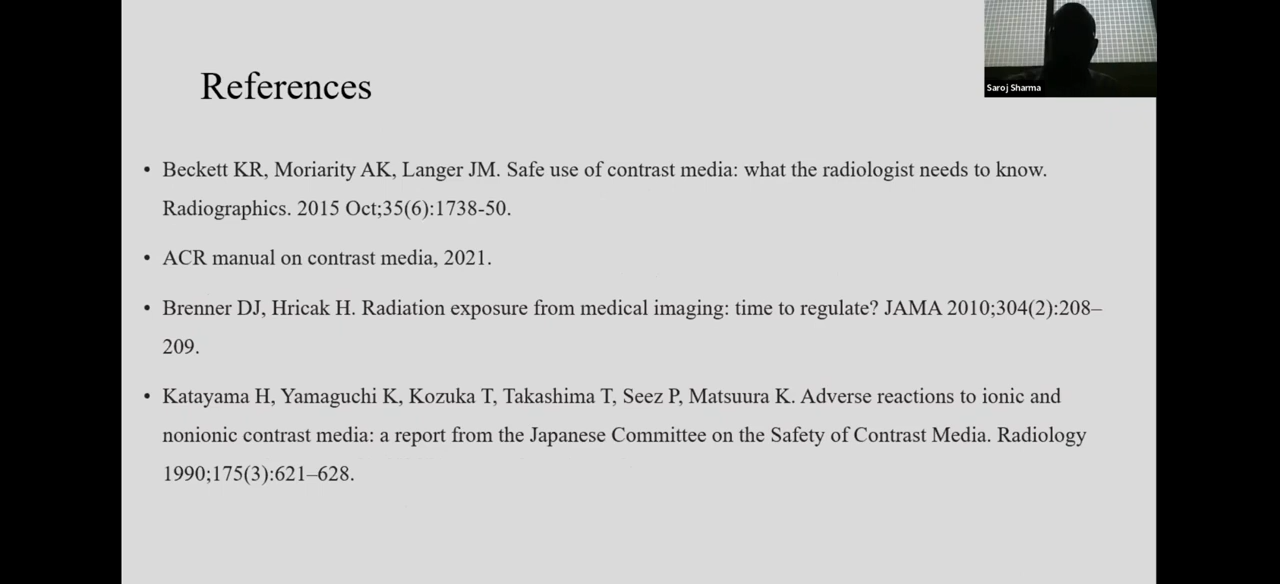 Saroj Sharma
References
• Beckett KR, Moriarity AK, Langer JM. Safe use of contrast media: what the radiologist needs to know.
Radiographics. 2015 Oct;35(6):1738-50.
• ACR manual on contrast media, 2021.
• Brenner DJ, Hricak H. Radiation exposure from medical imaging: time to regulate? JAMA 2010;304(2):208–
209.
• Katayama H, Yamaguchi K, Kozuka T, Takashima T, Seez P, Matsuura K. Adverse reactions to ionic and
nonionic contrast media: a report from the Japanese Committee on the Safety of Contrast Media. Radiology
1990;175(3):621–628.